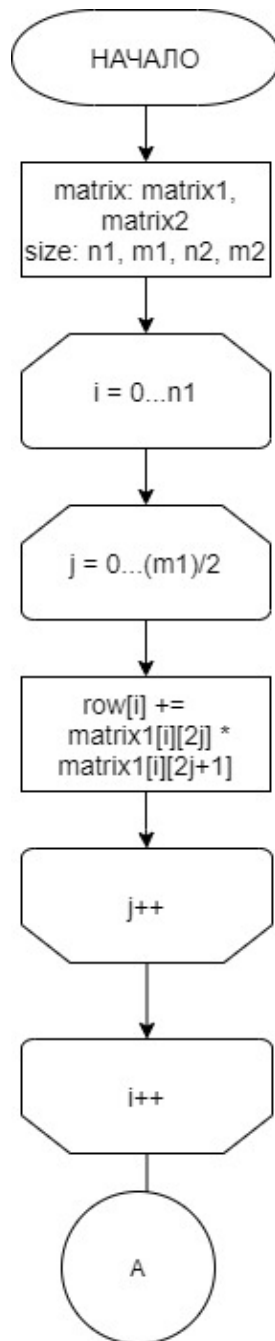 НАЧАЛО
matrix: matrix1,
matrix2
size: n1, m1, n2, m2
i = 0...n1
j = 0...(m1)/2
row[i] +=
matrix1[i][2j] *
matrix1[i][2j+1]
j++
i++
A